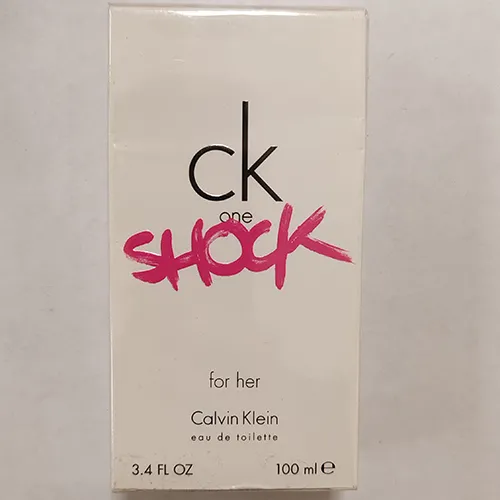 ck
one
SHOCK
for her
Calvin Klein
eau de toilette
3.4 FL OZ 100 ml ℮